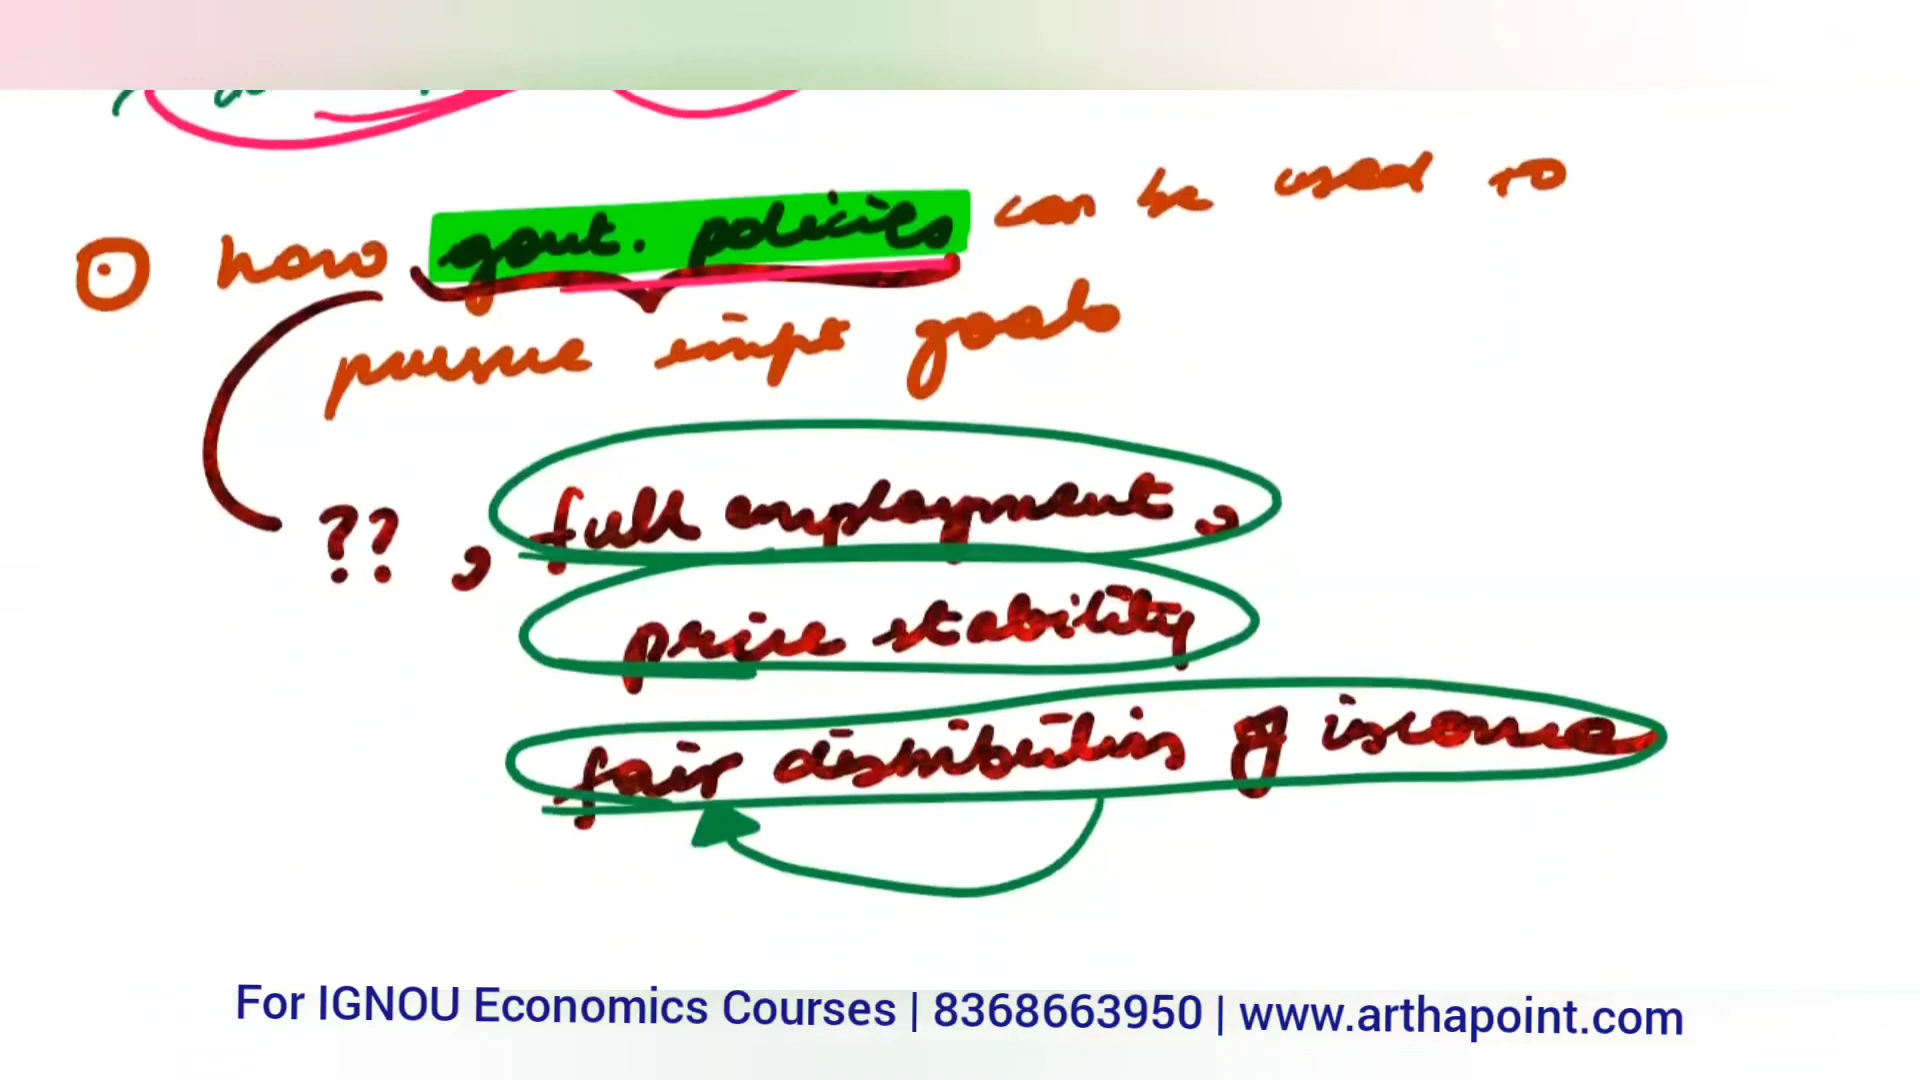 how govt. policies can be used to
pursue impt goals
?? , full employment,
price stability
fair distribution of income
For IGNOU Economics Courses | 8368663950 | www.arthapoint.com